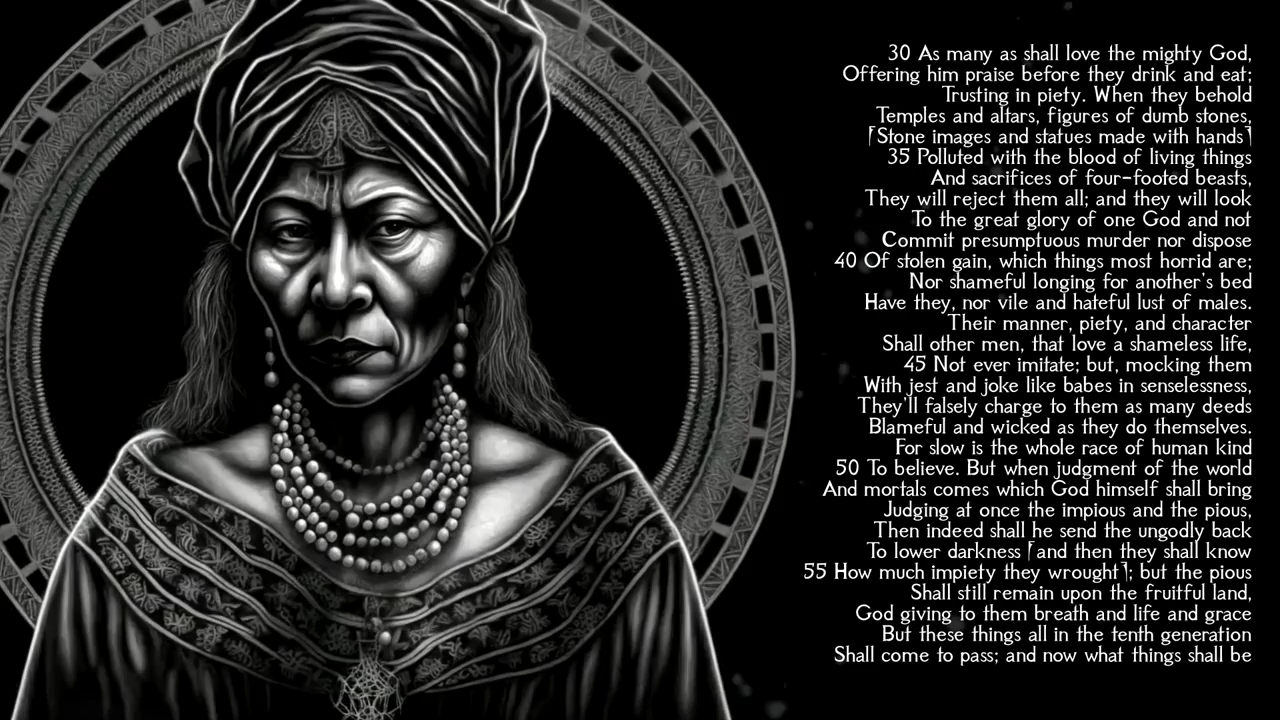 30 As many as shall love the mighty God,
Offering him praise before they drink and eat;
Trusting in piety. When they behold
Temples and altars, figures of dumb stones,
⌈Stone images and statues made with hands⌉
35 Polluted with the blood of living things
And sacrifices of four-footed beasts,
They will reject them all; and they will look
To the great glory of one God and not
Commit presumptuous murder nor dispose
40 Of stolen gain, which things most horrid are;
Nor shameful longing for another's bed
Have they, nor vile and hateful lust of males.
Their manner, piety, and character
Shall other men, that love a shameless life,
45 Not ever imitate; but, mocking them
With jest and joke like babes in senselessness,
They'll falsely charge to them as many deeds
Blameful and wicked as they do themselves.
For slow is the whole race of human kind
50 To believe. But when judgment of the world
And mortals comes which God himself shall bring
Judging at once the impious and the pious,
Then indeed shall he send the ungodly back
To lower darkness ⌈and then they shall know
55 How much impiety they wrought⌉; but the pious
Shall still remain upon the fruitful land,
God giving to them breath and life and grace
But these things all in the tenth generation
Shall come to pass; and now what things shall be